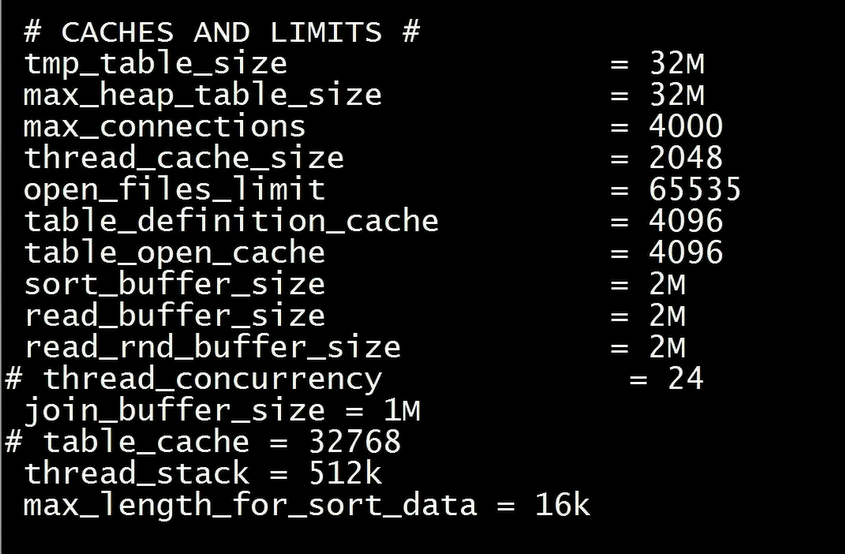 # CACHES AND LIMITS #
tmp_table_size = 32M
max_heap_table_size = 32M
max_connections = 4000
thread_cache_size = 2048
open_files_limit = 65535
table_definition_cache = 4096
table_open_cache = 4096
sort_buffer_size = 2M
read_buffer_size = 2M
read_rnd_buffer_size = 2M
# thread_concurrency = 24
join_buffer_size = 1M
# table_cache = 32768
thread_stack = 512k
max_length_for_sort_data = 16k